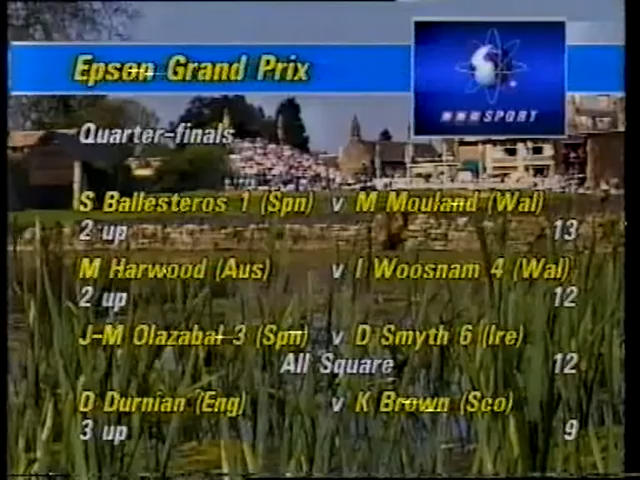 Epson Grand Prix
BBC SPORT
Quarter-finals
S Ballesteros 1 (Spn) v M Mouland (Wal)
2 up 13
M Harwood (Aus) v I Woosnam 4 (Wal)
2 up 12
J-M Olazabal 3 (Spn) v D Smyth 6 (Ire)
All Square 12
D Durnian (Eng) v K Brown (Sco)
3 up 9